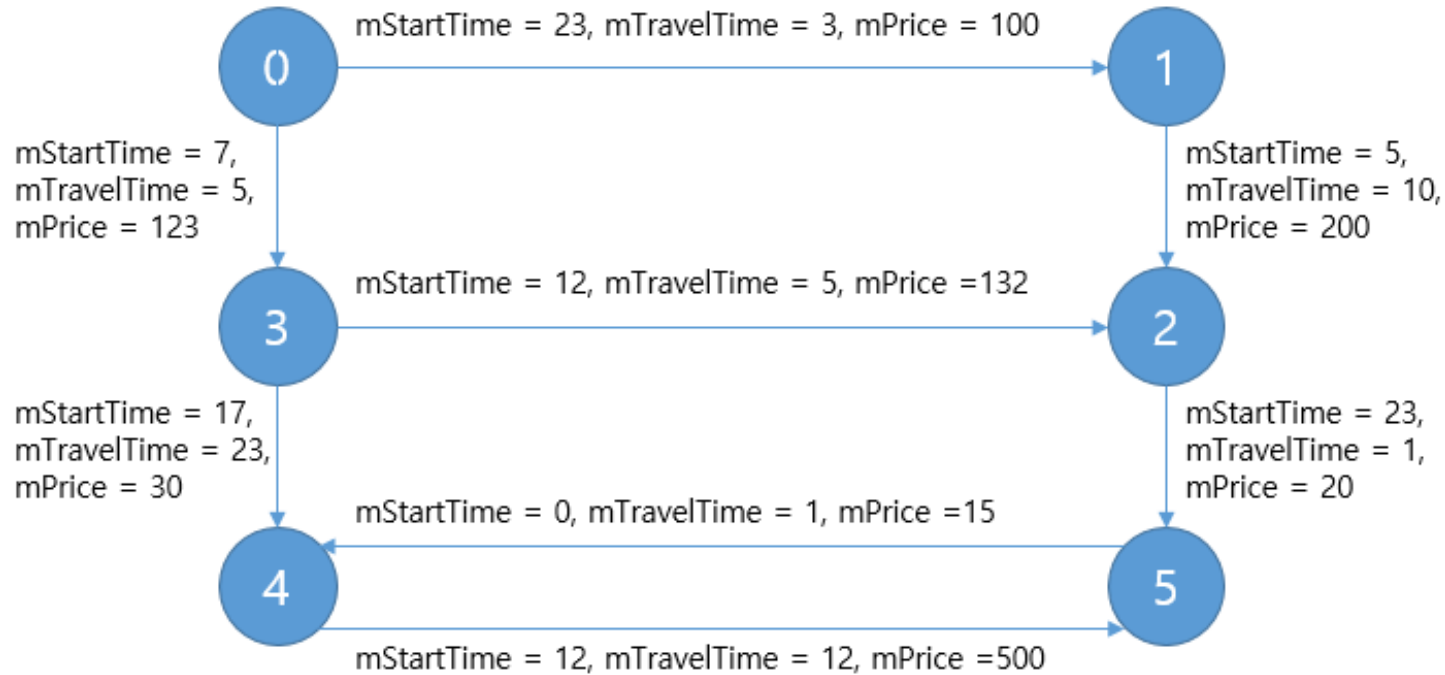 mStartTime = 23, mTravelTime = 3, mPrice = 100
0
1
mStartTime = 7,
mTravelTime = 5,
mPrice = 123
mStartTime = 5,
mTravelTime = 10,
mPrice = 200
mStartTime = 12, mTravelTime = 5, mPrice =132
3
2
mStartTime = 17,
mTravelTime = 23,
mPrice = 30
mStartTime = 23,
mTravelTime = 1,
mPrice = 20
mStartTime = 0, mTravelTime = 1, mPrice =15
4
5
mStartTime = 12, mTravelTime = 12, mPrice =500